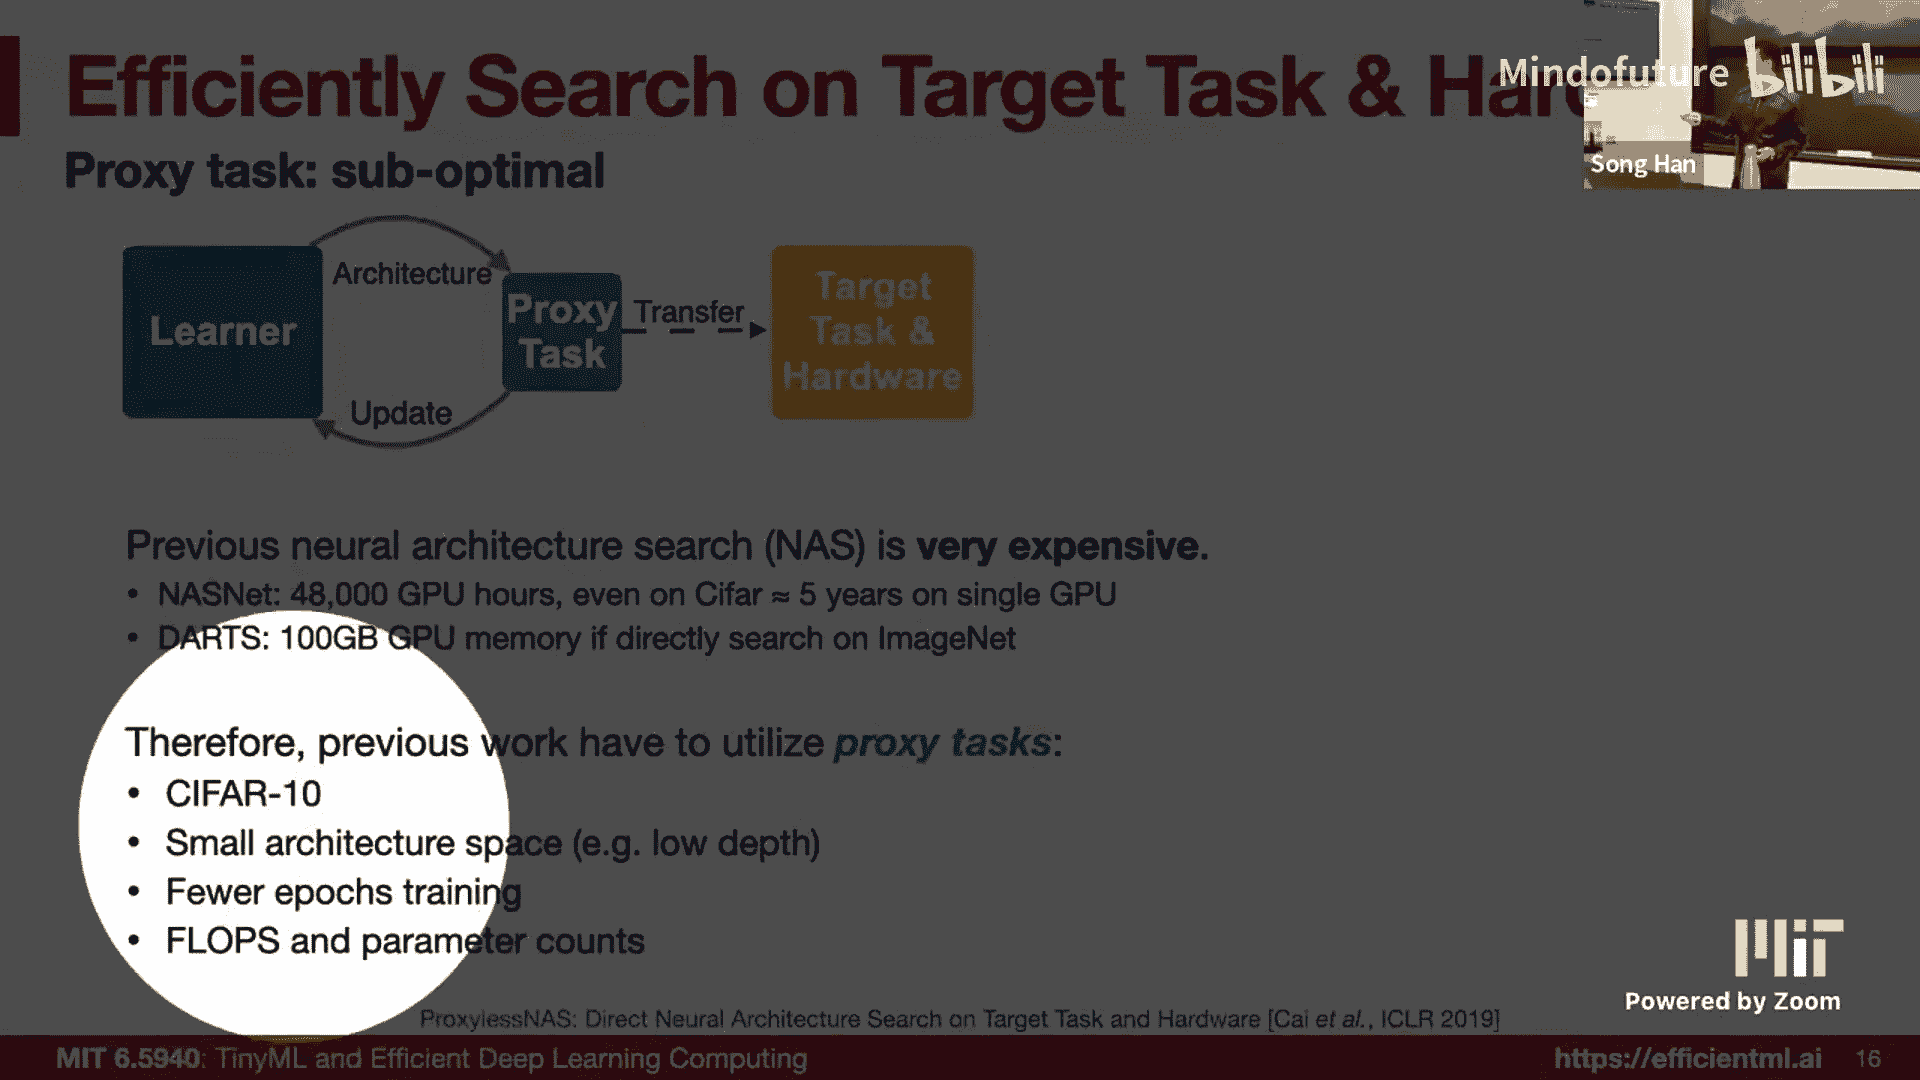 Efficiently Search on Target Task & Har
Mindofuture bilibili
Song Han
Proxy task: sub-optimal
Learner
Architecture
Update
Proxy
Task
Transfer
Target
Task &
Hardware
Previous neural architecture search (NAS) is very expensive.
• NASNet: 48,000 GPU hours, even on Cifar ≈ 5 years on single GPU
• DARTS: 100GB GPU memory if directly search on ImageNet
Therefore, previous work have to utilize proxy tasks:
• CIFAR-10
• Small architecture space (e.g. low depth)
• Fewer epochs training
• FLOPS and parameter counts
MIT
Powered by Zoom
ProxylessNAS: Direct Neural Architecture Search on Target Task and Hardware [Cai et al., ICLR 2019]
MIT 6.5940: TinyML and Efficient Deep Learning Computing
https://efficientml.ai 16